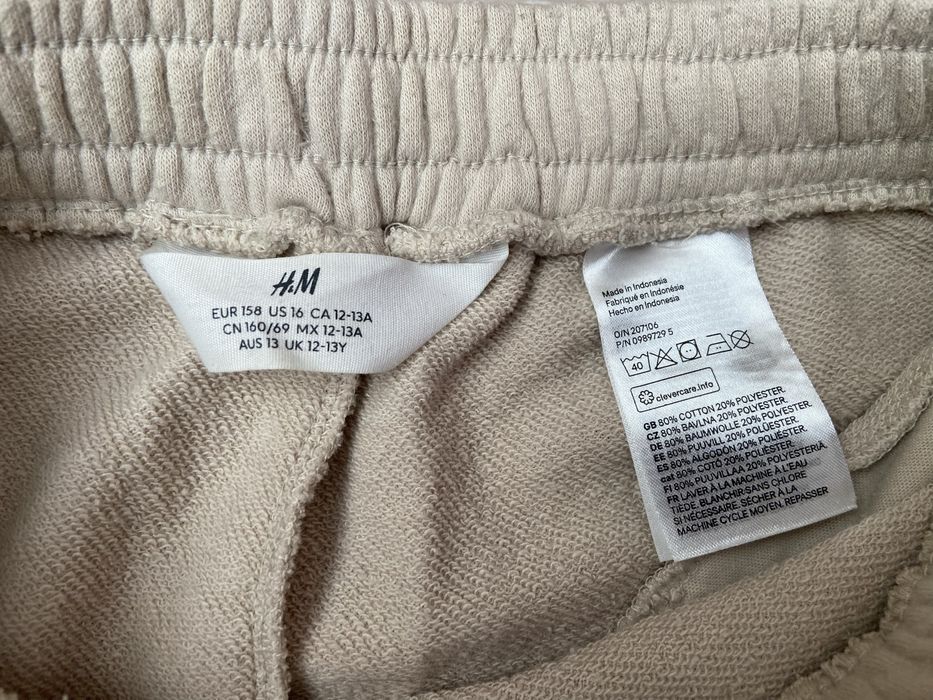 H&M
EUR 158 US 16 CA 12-13A
CN 160/69 MX 12-13A
AUS 13 UK 12-13Y
Made in Indonesia
Fabriqué en Indonésie
Hecho en Indonesia
O/N 207106
P/N 0989729 5
40
clevercare.info
GB 80% COTTON 20% POLYESTER.
CZ 80% BAVLNA 20% POLYESTER.
DE 80% BAUMWOLLE 20% POLYESTER.
EE 80% PUUVILL 20% POLÜESTER.
ES 80% ALGODÓN 20% POLIÉSTER.
cat 80% COTÓ 20% POLIÈSTER.
FI 80% PUUVILLAA 20% POLYESTERIÄ
FR LAVER À LA MACHINE À L'EAU
TIÈDE. BLANCHIR SANS CHLORE
SI NÉCESSAIRE. SÉCHER À LA
MACHINE CYCLE MOYEN. REPASSER